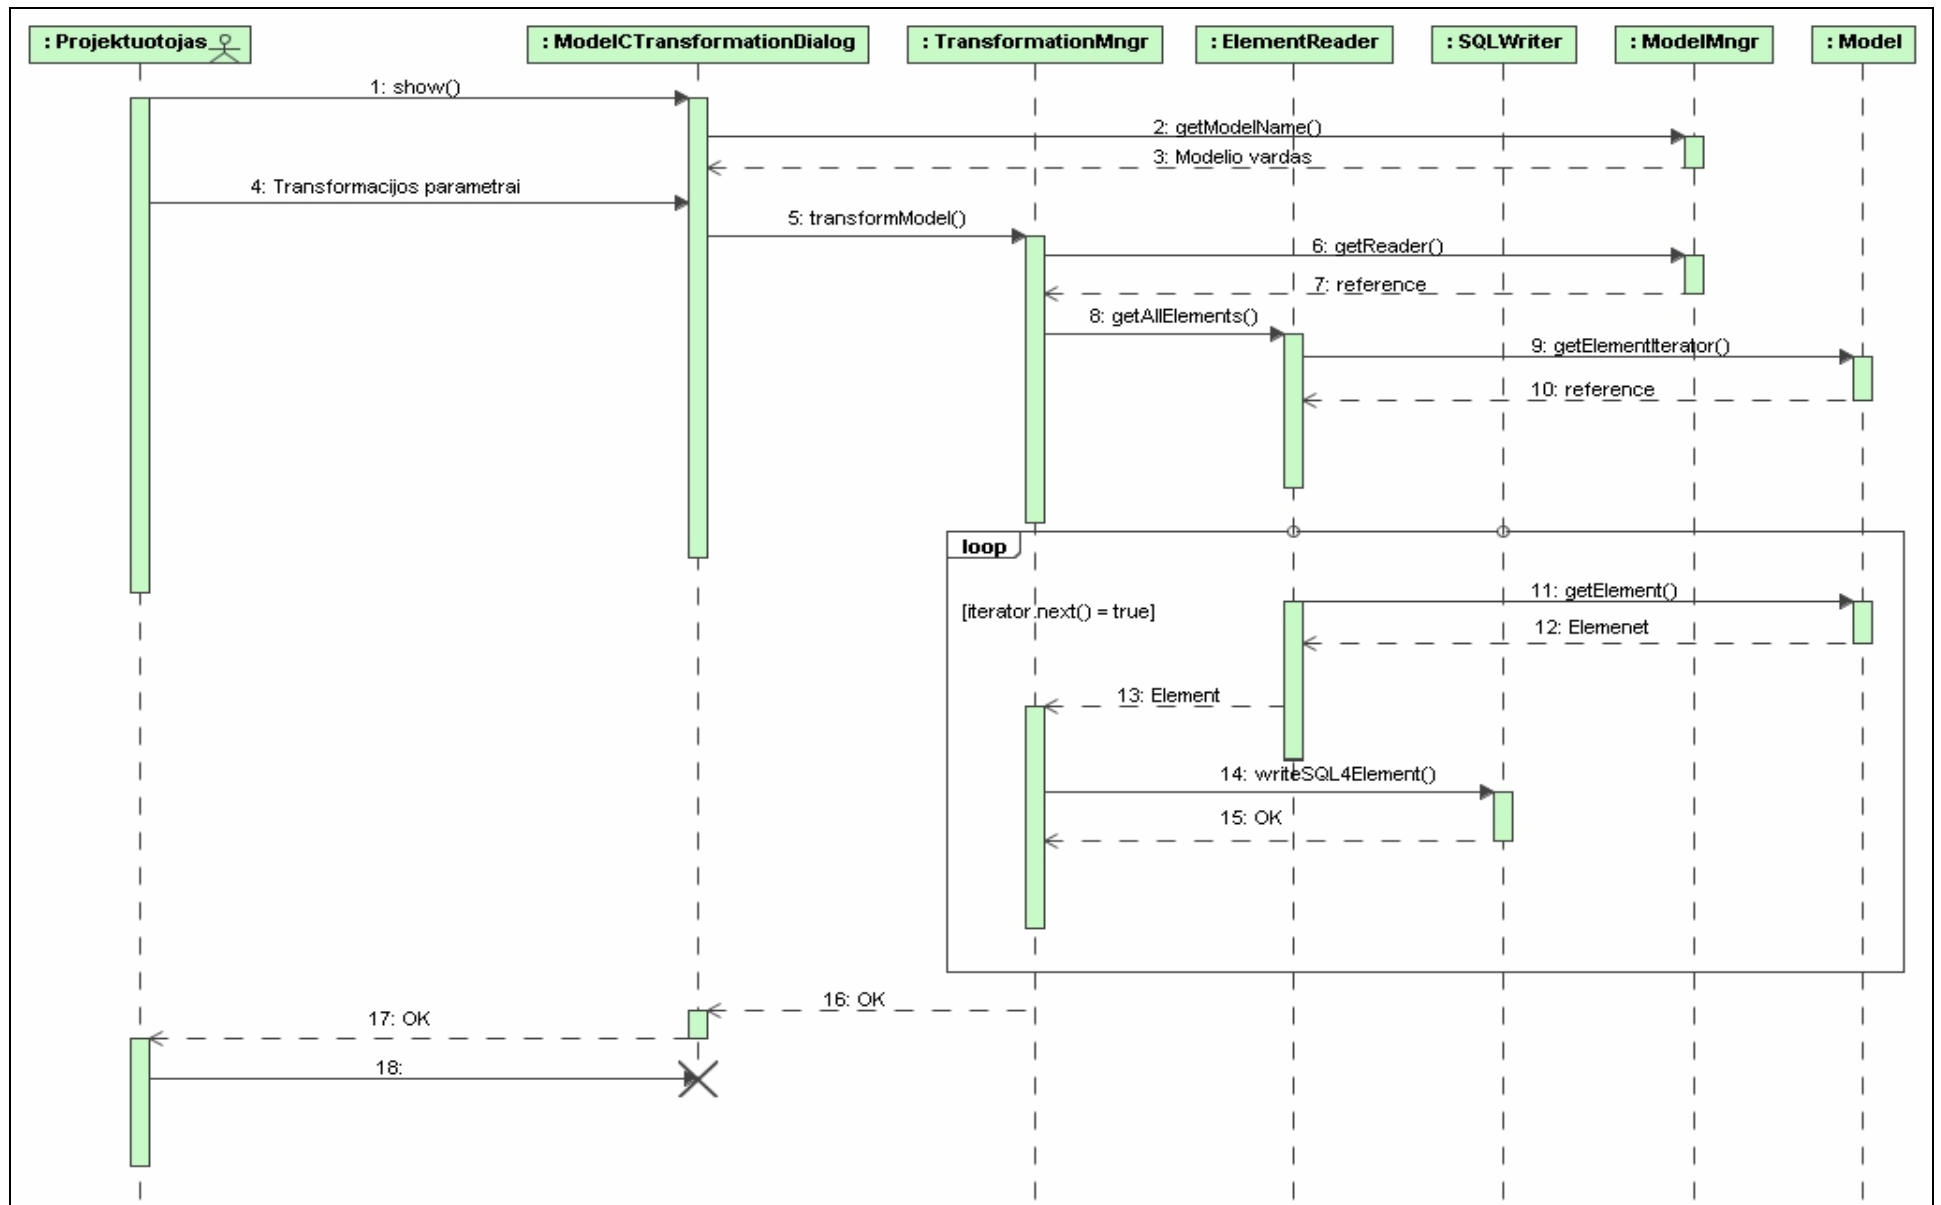 : Projektuotojas
: ModelCTransformationDialog
: TransformationMngr
: ElementReader
: SQLWriter
: ModelMngr
: Model
1: show()
2: getModelName()
3: Modelio vardas
4: Transformacijos parametrai
5: transformModel()
6: getReader()
7: reference
8: getAllElements()
9: getElementIterator()
10: reference
loop
[iterator.next() = true]
11: getElement()
12: Elemenet
13: Element
14: writeSQL4Element()
15: OK
16: OK
17: OK
18: